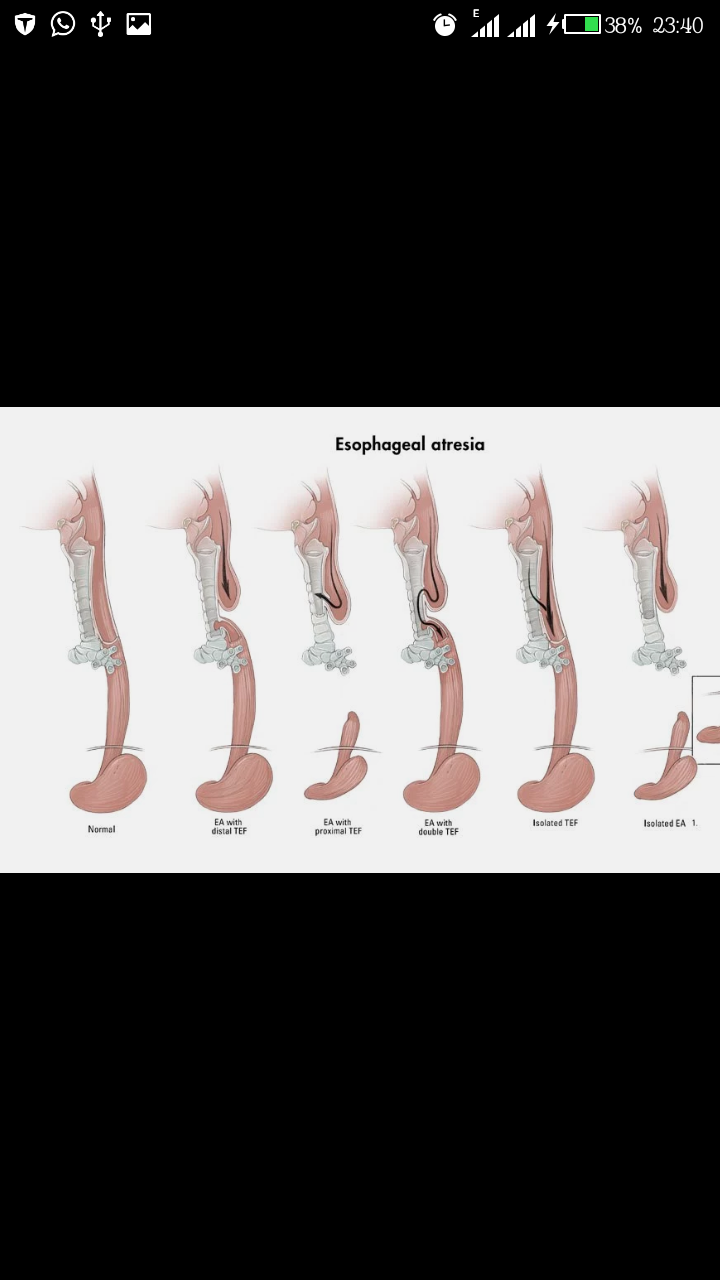 E
38% 23:40
Esophageal atresia
Normal
EA with
distal TEF
EA with
proximal TEF
EA with
double TEF
Isolated TEF
Isolated EA 1.